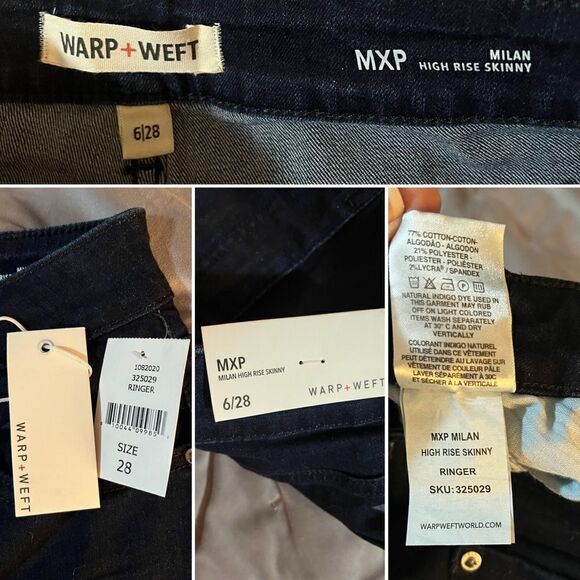 WARP+WEFT
MXP
MILAN
HIGH RISE SKINNY
6|28
WARP+WEFT
1082020
325029
RINGER
SIZE
28
MXP
MILAN HIGH RISE SKINNY
6/28
WARP+WEFT
77% COTTON-COTON-
ALGODÃO - ALGODON
21% POLYESTER -
POLIESTER - POLIÉSTER
2%LYCRA® / SPANDEX
NATURAL INDIGO DYE USED IN
THIS GARMENT MAY RUB
OFF ON LIGHT COLORED
ITEMS WASH SEPARATELY
AT 30°C AND DRY
VERTICALLY
COLORANT INDIGO NATUREL
UTILISÉ DANS CE VÊTEMENT
PEUT DÉTEINDRE AU LAVAGE SUR
VÊTEMENT DE COULEUR PÂLE
LAVER SÉPARÉMENT À 30C
ET SÉCHER À LA VERTICALE
MXP MILAN
HIGH RISE SKINNY
RINGER
SKU:325029
WARPWEFTWORLD.COM